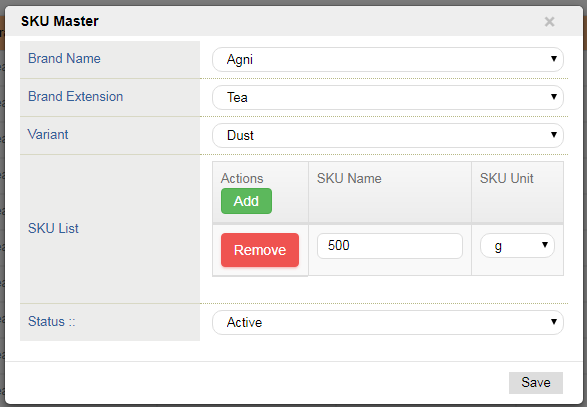 SKU Master ×
Brand Name Agni
Brand Extension Tea
Variant Dust
SKU List
Actions SKU Name SKU Unit
Add
Remove 500 g
Status :: Active
Save